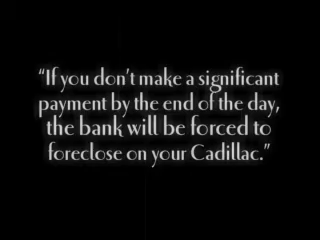 “If you don’t make a significant
payment by the end of the day,
the bank will be forced to
foreclose on your Cadillac.”